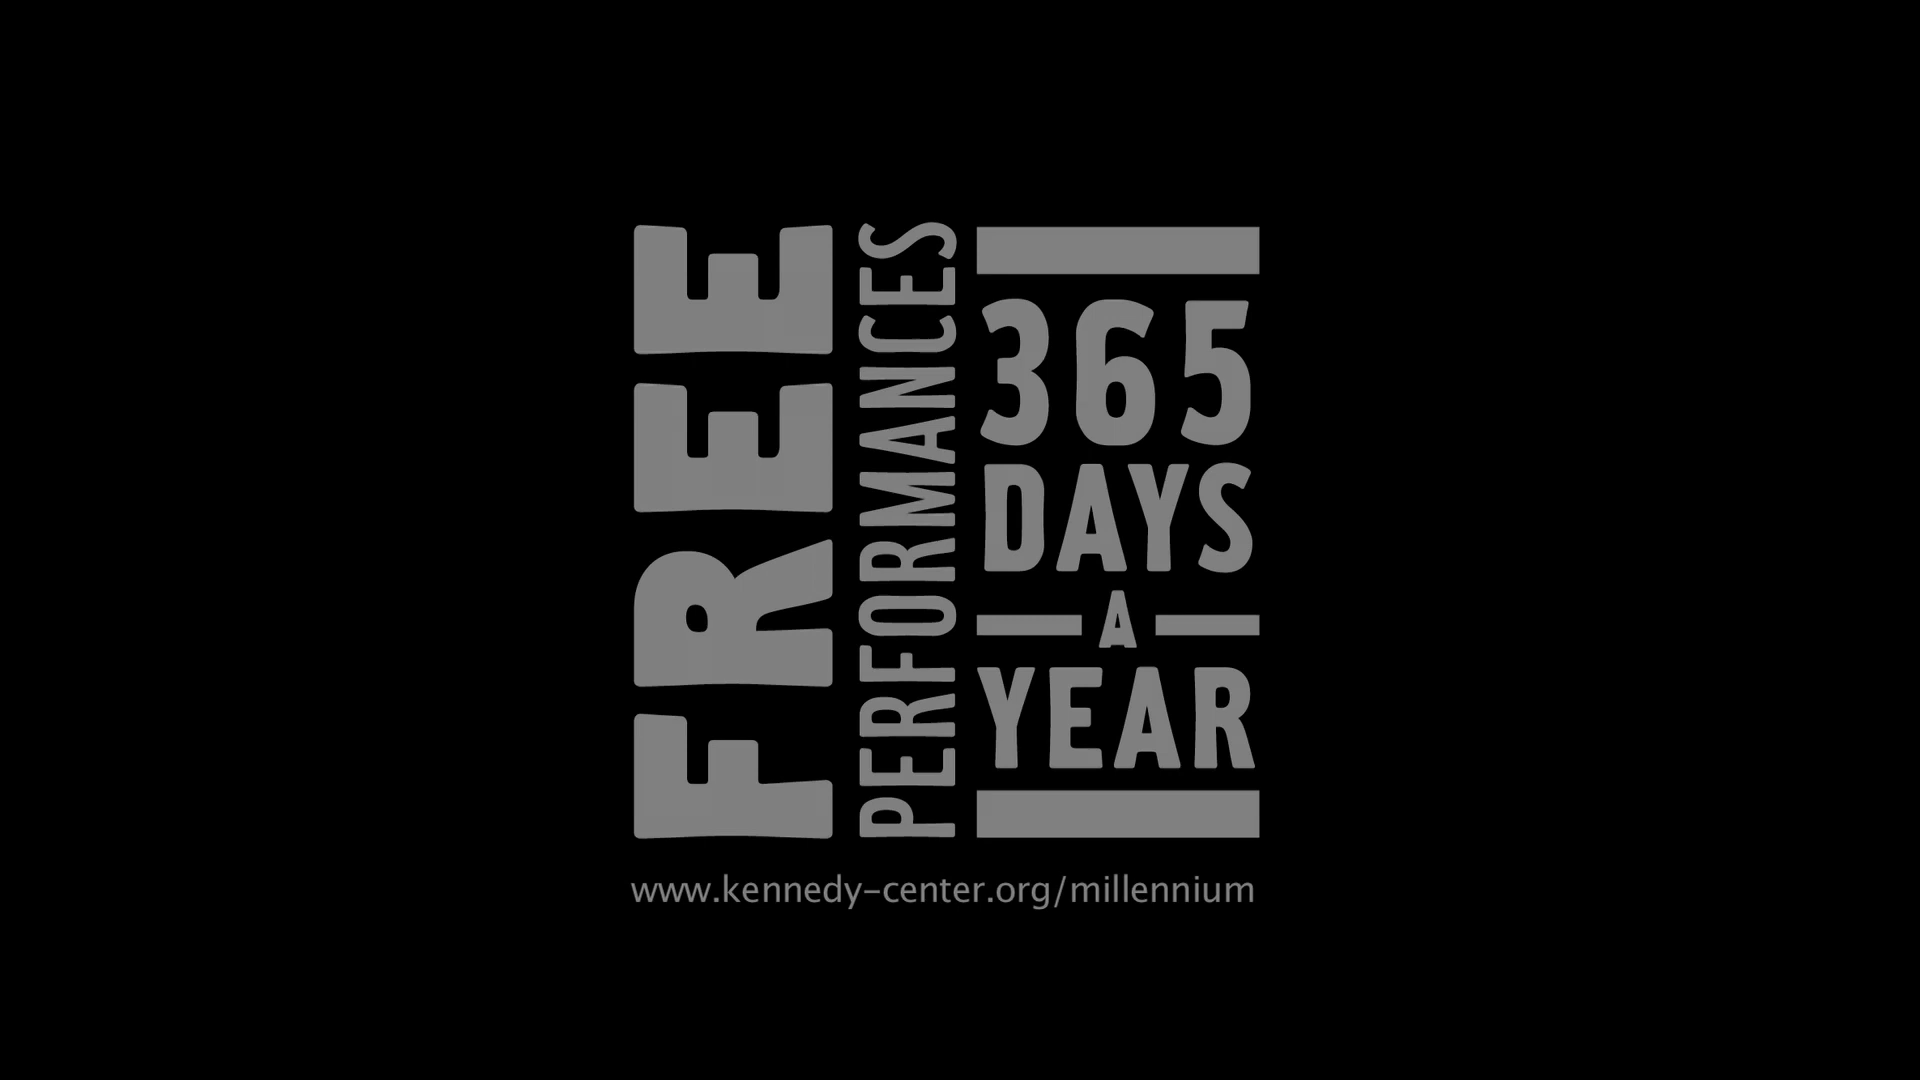 FREE
PERFORMANCES
365
DAYS
A
YEAR
www.kennedy-center.org/millennium